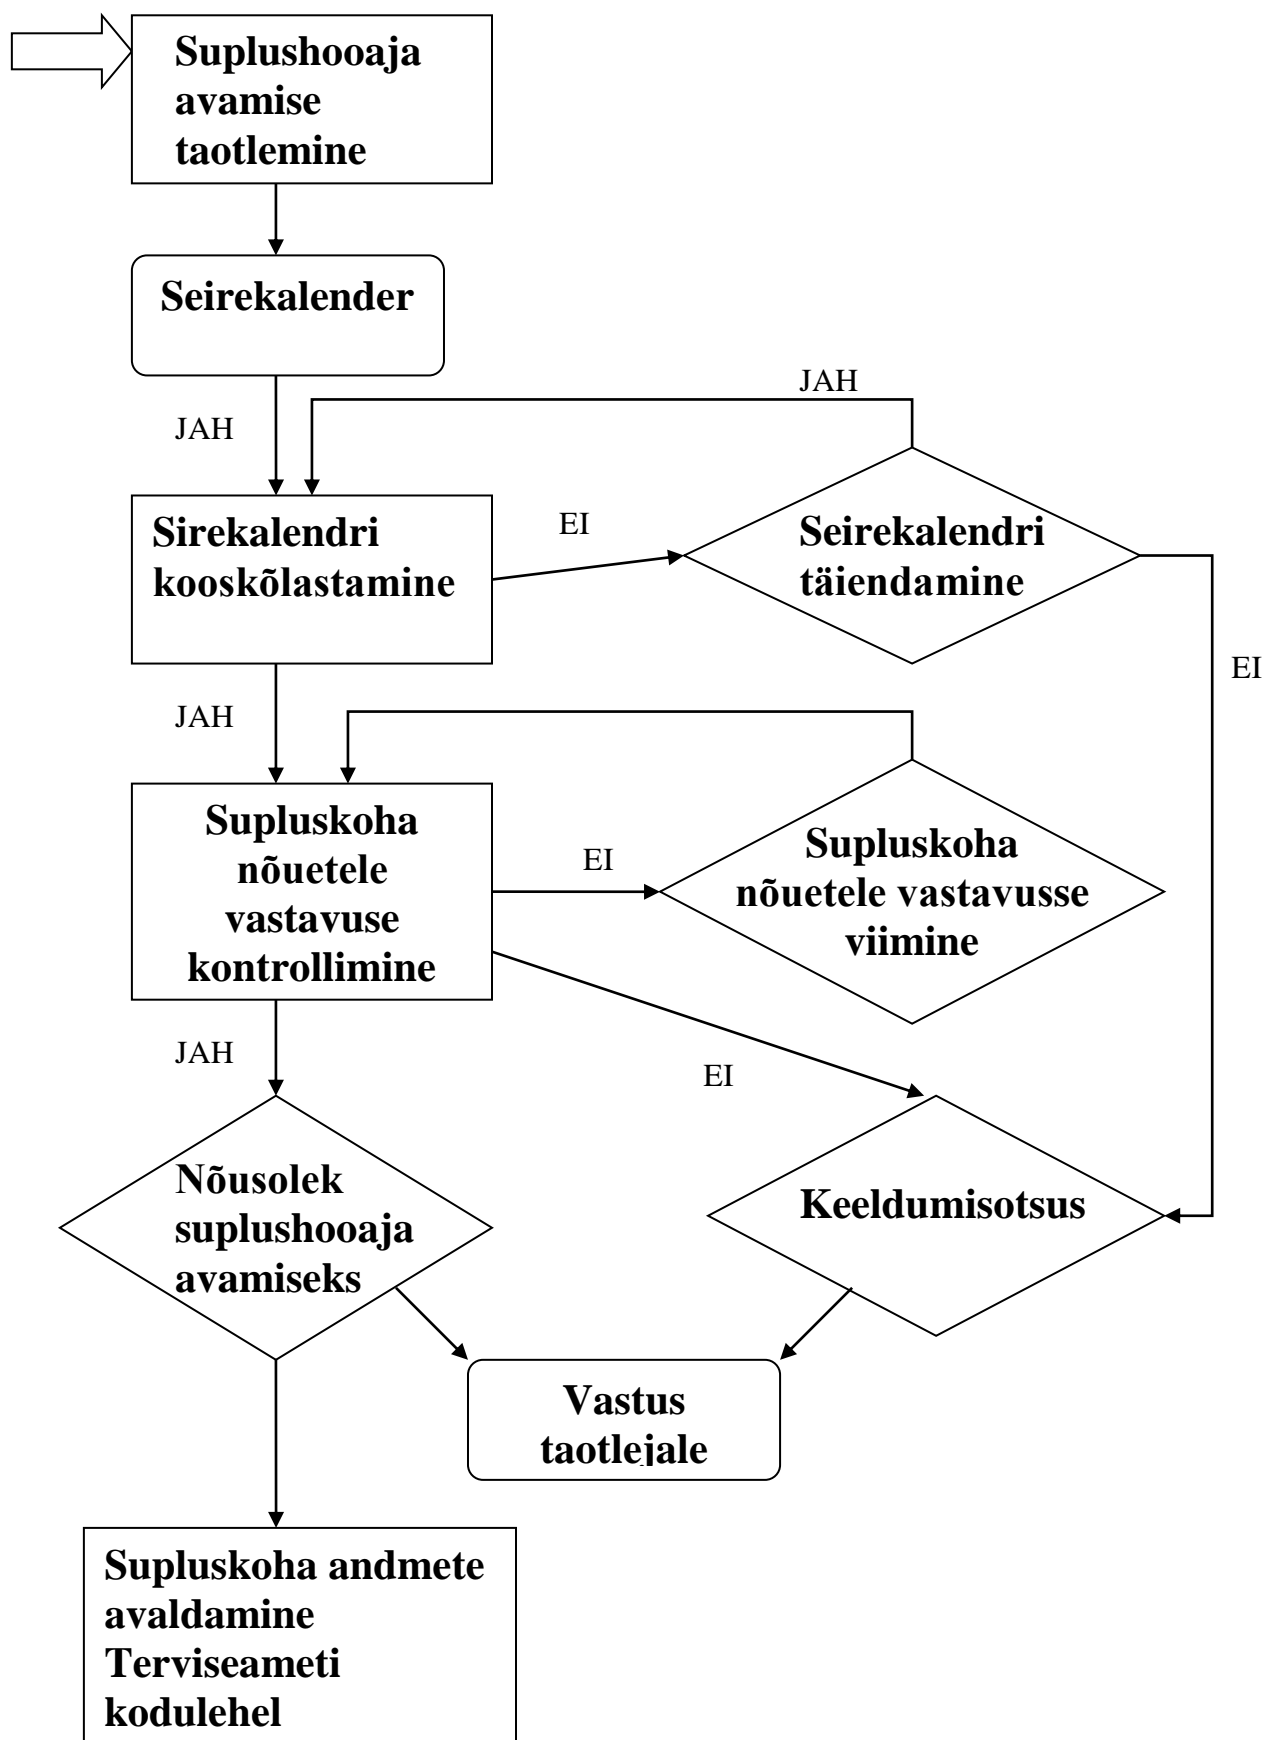 Suplushooaja
avamise
taotlemine
Seirekalender
JAH
JAH
Sirekalendri
kooskõlastamine
EI
Seirekalendri
täiendamine
EI
JAH
Supluskoha
nõuetele
vastavuse
kontrollimine
EI
Supluskoha
nõuetele vastavusse
viimine
JAH
EI
Nõusolek
suplushooaja
avamiseks
Keeldumisotsus
Vastus
taotlejale
Supluskoha andmete
avaldamine
Terviseameti
kodulehel